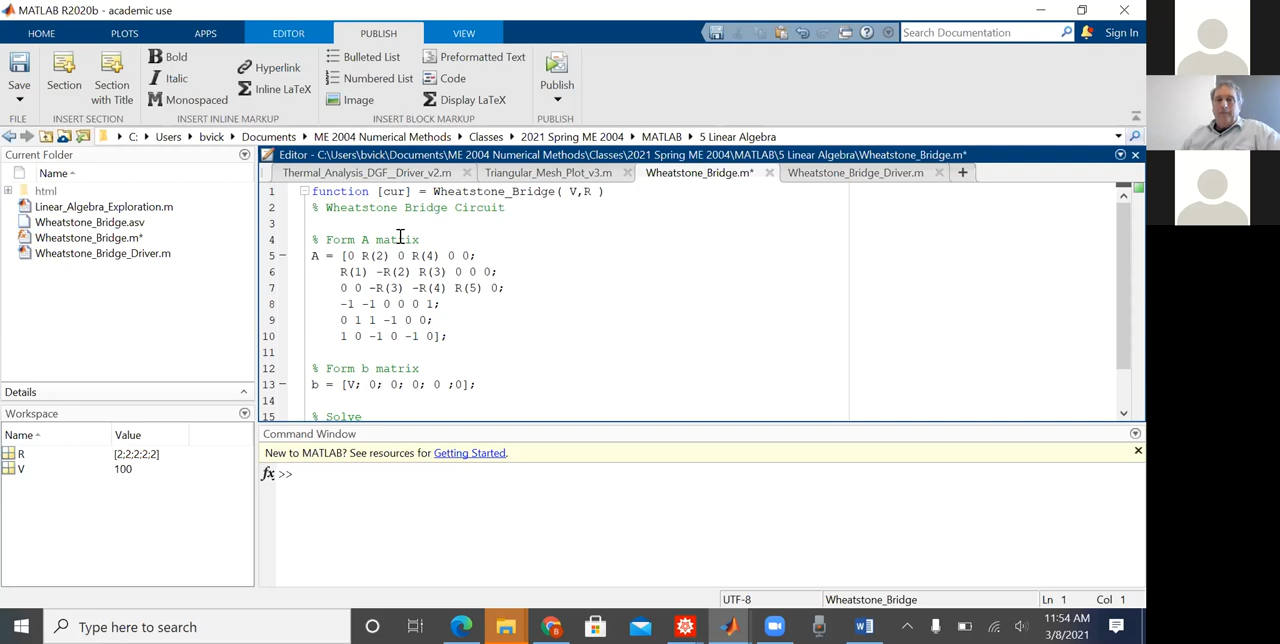 MATLAB R2020b - academic use
HOME PLOTS APPS EDITOR PUBLISH VIEW
Search Documentation
Sign In
Save
Section
Section with Title
Bold
Italic
Monospaced
Hyperlink
Inline LaTeX
Bulleted List
Numbered List
Image
Preformatted Text
Code
Display LaTeX
Publish
FILE INSERT SECTION INSERT INLINE MARKUP INSERT BLOCK MARKUP PUBLISH
C: Users bvick Documents ME 2004 Numerical Methods Classes 2021 Spring ME 2004 MATLAB 5 Linear Algebra
Current Folder
Name
html
Linear_Algebra_Exploration.m
Wheatstone_Bridge.asv
Wheatstone_Bridge.m*
Wheatstone_Bridge_Driver.m
Details
Workspace
Name Value
R [2;2;2;2;2]
V 100
Editor - C:\Users\bvick\Documents\ME 2004 Numerical Methods\Classes\2021 Spring ME 2004\MATLAB\5 Linear Algebra\Wheatstone_Bridge.m*
Thermal_Analysis_DGF_Driver_v2.m Triangular_Mesh_Plot_v3.m Wheatstone_Bridge.m* Wheatstone_Bridge_Driver.m
1 function [cur] = Wheatstone_Bridge( V,R )
2 % Wheatstone Bridge Circuit
3
4 % Form A matrix
5 A = [0 R(2) 0 R(4) 0 0;
6 R(1) -R(2) R(3) 0 0 0;
7 0 0 -R(3) -R(4) R(5) 0;
8 -1 -1 0 0 0 1;
9 0 1 1 -1 0 0;
10 1 0 -1 0 -1 0];
11
12 % Form b matrix
13 b = [V; 0; 0; 0; 0 ;0];
14
15 % Solve
Command Window
New to MATLAB? See resources for Getting Started.
fx >>
UTF-8 Wheatstone_Bridge Ln 1 Col 1
Type here to search
11:54 AM
3/8/2021